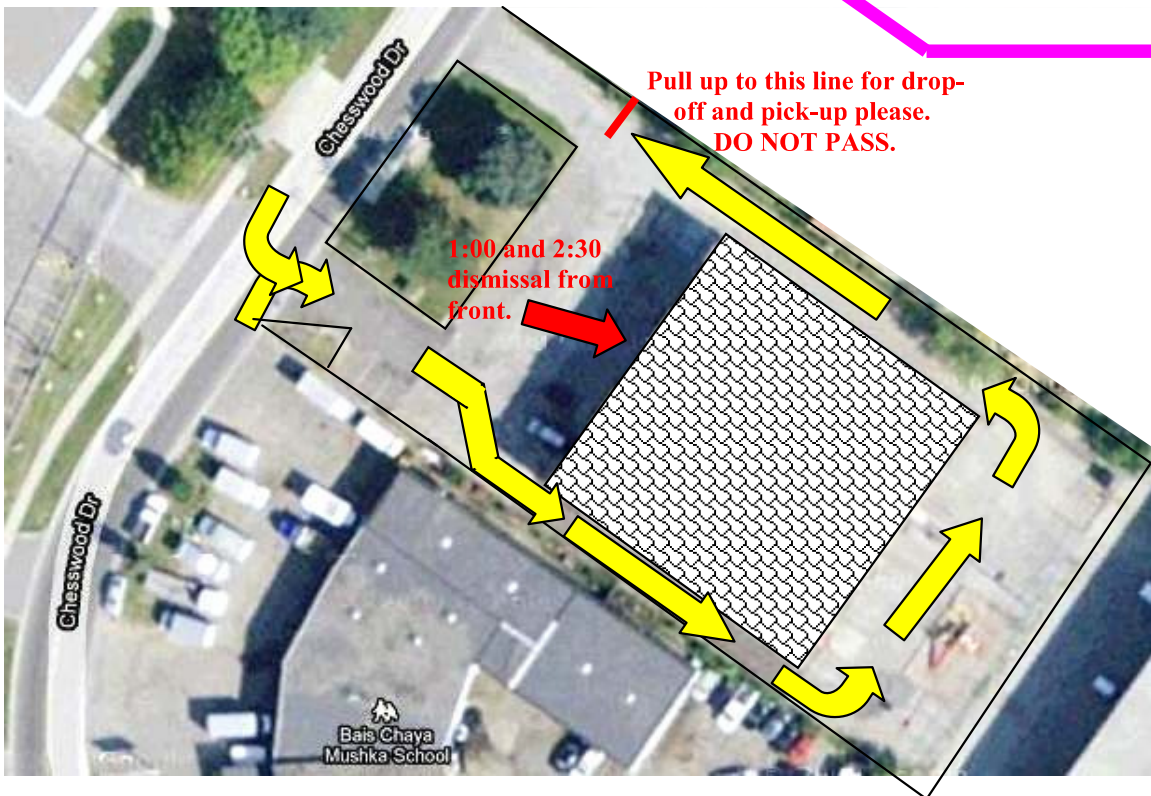 Pull up to this line for drop-
off and pick-up please.
DO NOT PASS.
Chesswood Dr
1:00 and 2:30
dismissal from
front.
Chesswood Dr
Bais Chaya
Mushka School